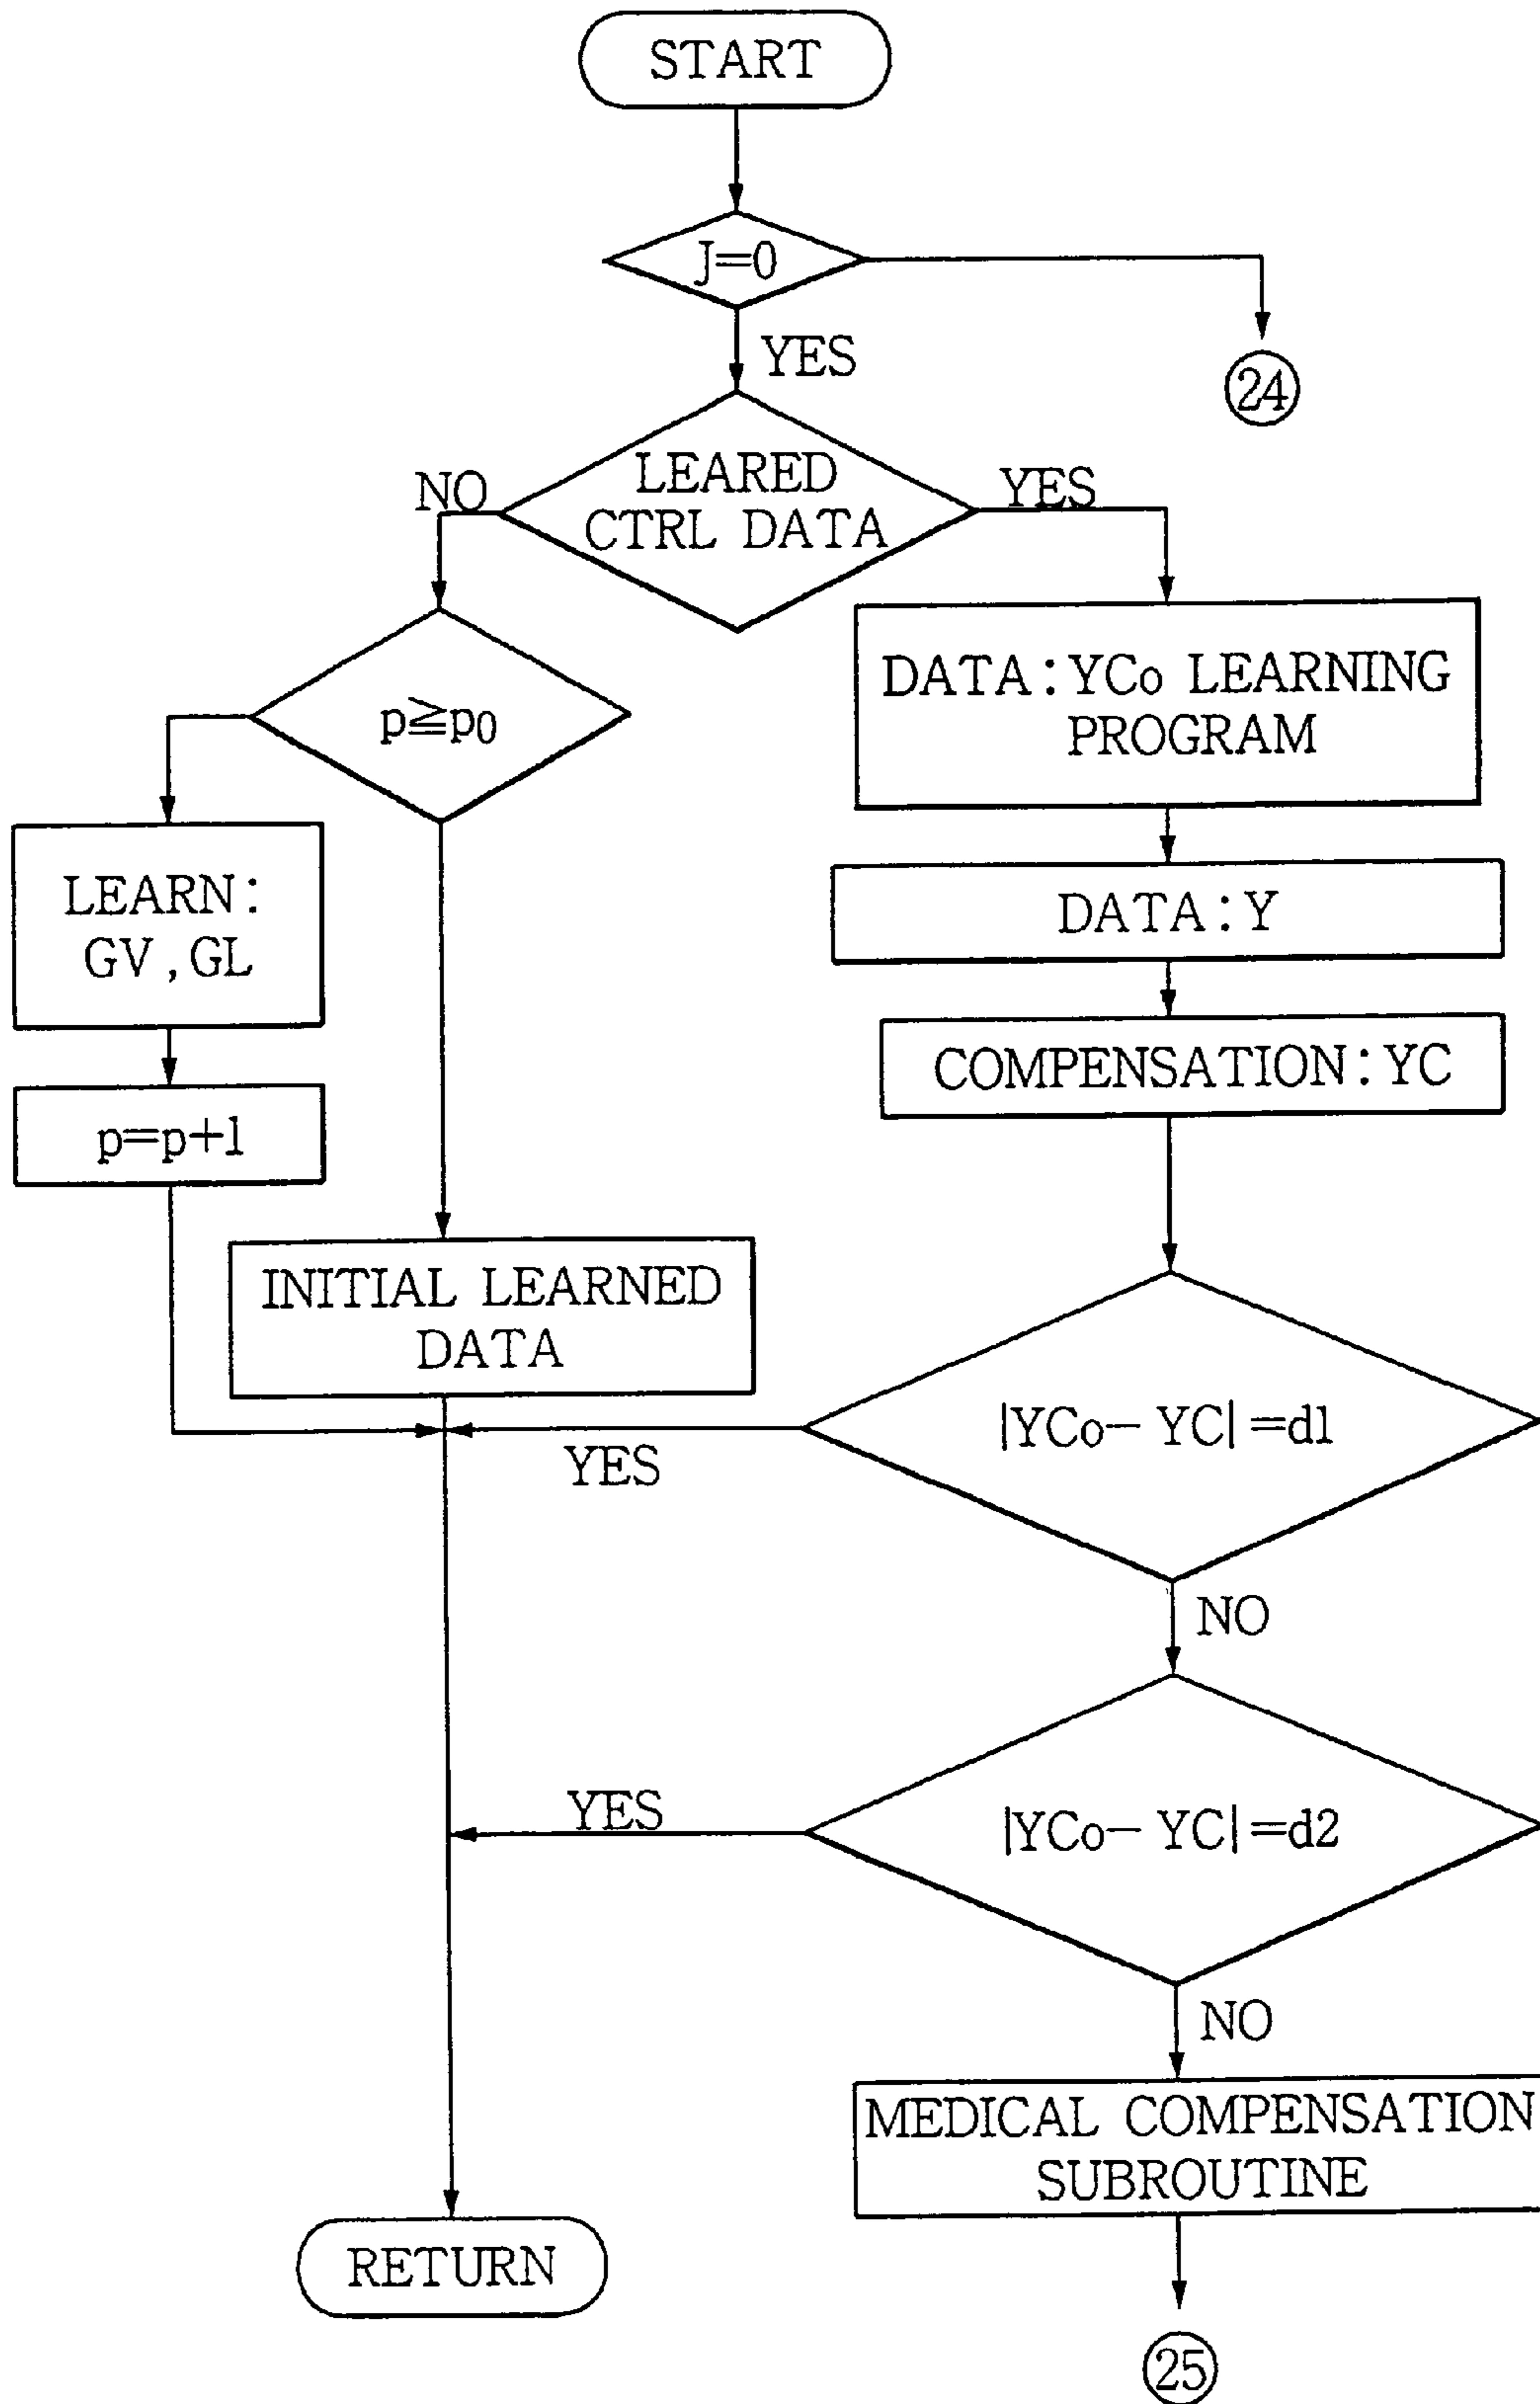 START
J=0
YES
24
NO
LEARED
CTRL DATA
YES
p≧p0
DATA:YCo LEARNING
PROGRAM
LEARN:
GV,GL
DATA:Y
COMPENSATION:YC
p=p+1
INITIAL LEARNED
DATA
|YCo- YC|=d1
YES
NO
|YCo- YC|=d2
YES
NO
MEDICAL COMPENSATION
SUBROUTINE
RETURN
25